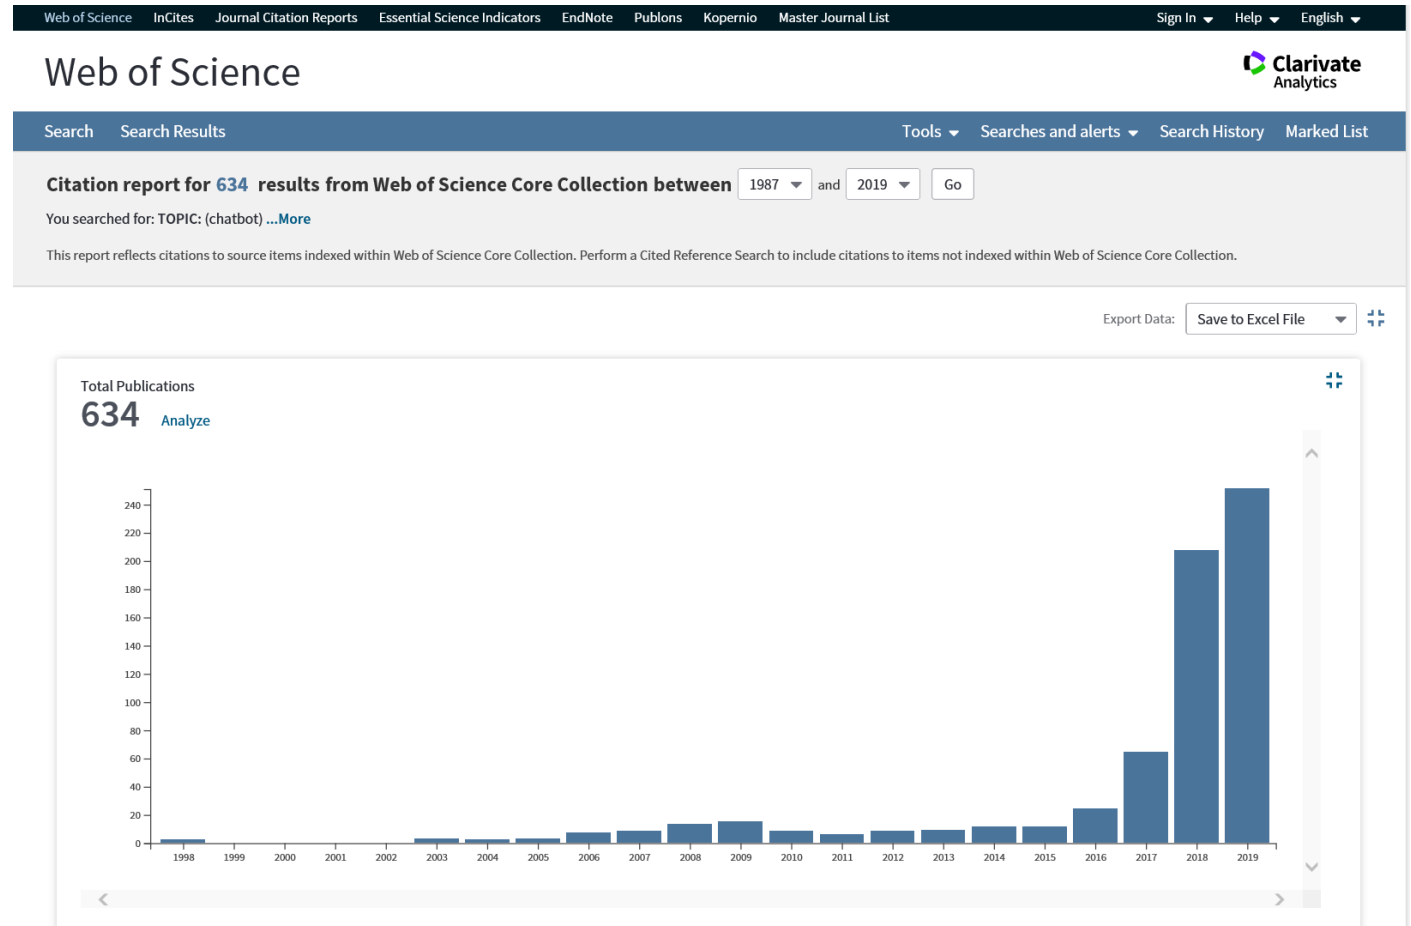 Web of Science InCites Journal Citation Reports Essential Science Indicators EndNote Publons Kopernio Master Journal List Sign In Help English
Web of Science
Clarivate
Analytics
Search Search Results Tools Searches and alerts Search History Marked List
Citation report for 634 results from Web of Science Core Collection between 1987 and 2019 Go
You searched for: TOPIC: (chatbot) ...More
This report reflects citations to source items indexed within Web of Science Core Collection. Perform a Cited Reference Search to include citations to items not indexed within Web of Science Core Collection.
Export Data: Save to Excel File
Total Publications
634 Analyze
240
220
200
180
160
140
120
100
80
60
40
20
0
1998 1999 2000 2001 2002 2003 2004 2005 2006 2007 2008 2009 2010 2011 2012 2013 2014 2015 2016 2017 2018 2019